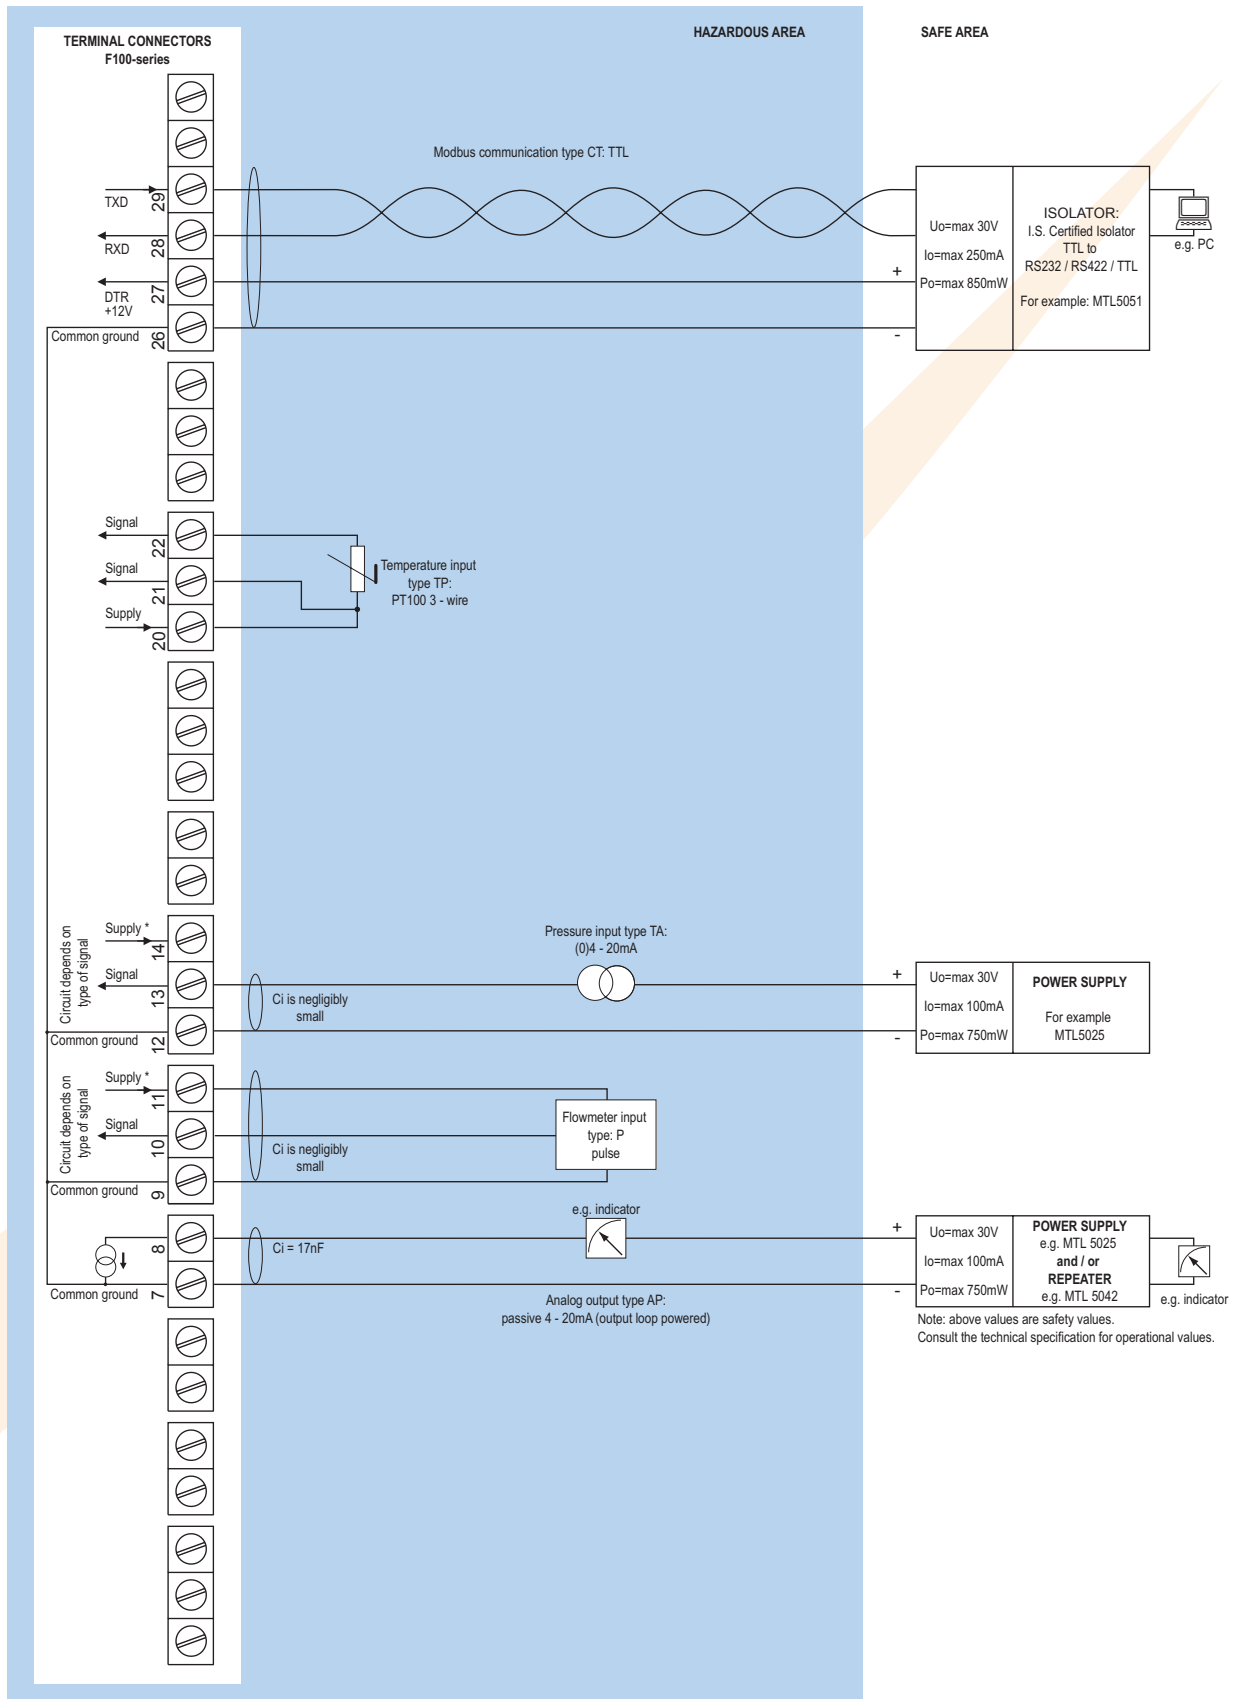 TERMINAL CONNECTORS
F100-series
HAZARDOUS AREA
SAFE AREA
Modbus communication type CT: TTL
TXD
29
RXD
28
DTR
+12V
27
Common ground
26
+
-
Uo=max 30V
Io=max 250mA
Po=max 850mW
ISOLATOR:
I.S. Certified Isolator
TTL to
RS232 / RS422 / TTL
For example: MTL5051
e.g. PC
Signal
22
Signal
21
Supply
20
Temperature input
type TP:
PT100 3 - wire
Circuit depends on
type of signal
Supply *
14
Signal
13
Common ground
12
Ci is negligibly
small
Pressure input type TA:
(0)4 - 20mA
+
-
Uo=max 30V
Io=max 100mA
Po=max 750mW
POWER SUPPLY
For example
MTL5025
Circuit depends on
type of signal
Supply *
11
Signal
10
Common ground
9
Ci is negligibly
small
Flowmeter input
type: P
pulse
8
Common ground
7
Ci = 17nF
e.g. indicator
Analog output type AP:
passive 4 - 20mA (output loop powered)
+
-
Uo=max 30V
Io=max 100mA
Po=max 750mW
POWER SUPPLY
e.g. MTL 5025
and / or
REPEATER
e.g. MTL 5042
e.g. indicator
Note: above values are safety values.
Consult the technical specification for operational values.